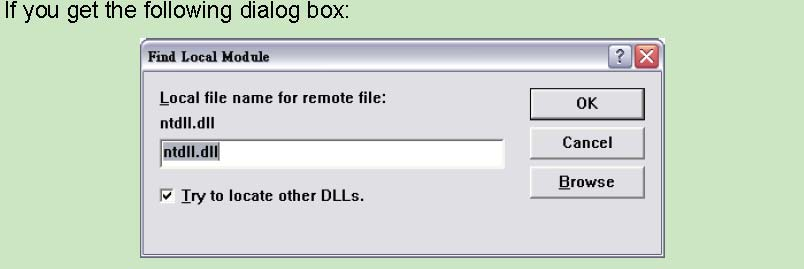 If you get the following dialog box:
Find Local Module
Local file name for remote file:
ntdll.dll
ntdll.dll
Try to locate other DLLs.
OK
Cancel
Browse